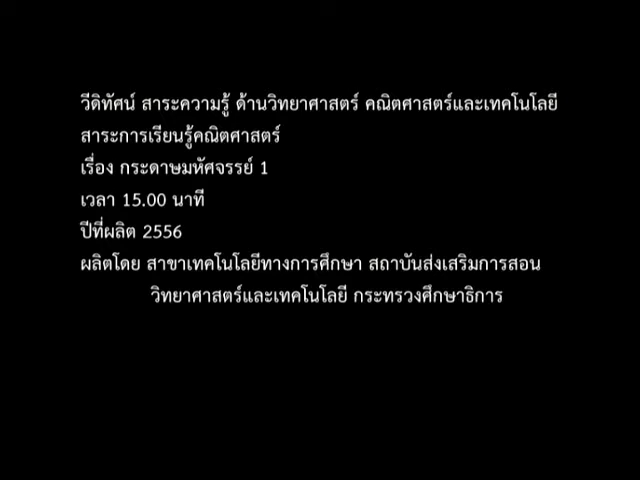 วีดิทัศน์ สาระความรู้ ด้านวิทยาศาสตร์ คณิตศาสตร์และเทคโนโลยี
สาระการเรียนรู้คณิตศาสตร์
เรื่อง กระดาษมหัศจรรย์ 1
เวลา 15.00 นาที
ปีที่ผลิต 2556
ผลิตโดย สาขาเทคโนโลยีทางการศึกษา สถาบันส่งเสริมการสอน
วิทยาศาสตร์และเทคโนโลยี กระทรวงศึกษาธิการ